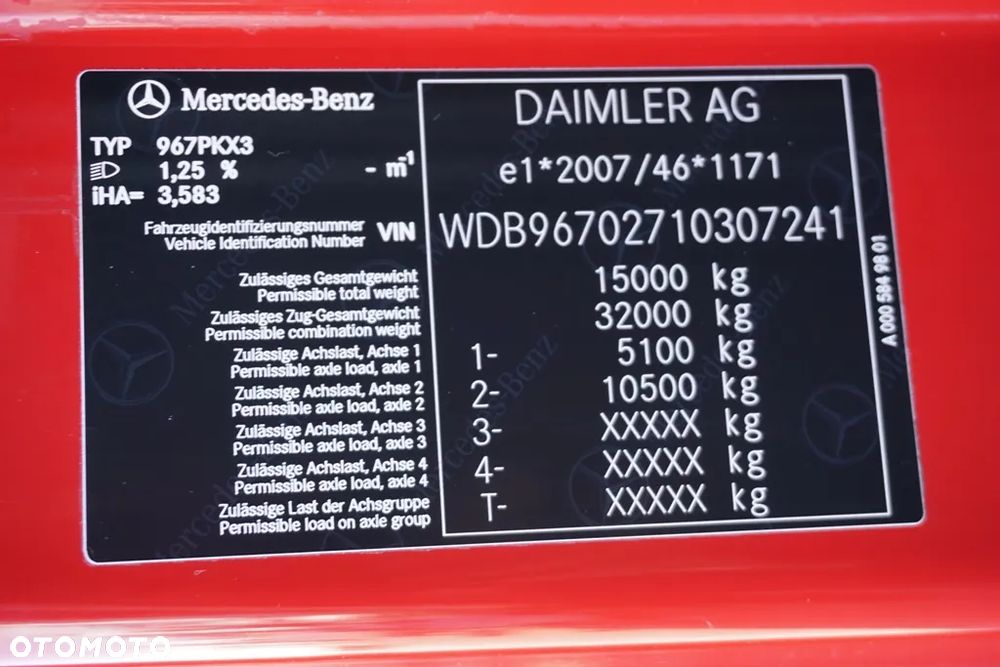 Mercedes-Benz
TYP 967PKX3
1,25 % - m⁻¹
iHA= 3,583
Fahrzeugidentifizierungsnummer
Vehicle Identification Number VIN
DAIMLER AG
e1*2007/46*1171
WDB96702710307241
Zulässiges Gesamtgewicht
Permissible total weight 15000 kg
Zulässiges Zug-Gesamtgewicht
Permissible combination weight 32000 kg
Zulässige Achslast, Achse 1
Permissible axle load, axle 1 1- 5100 kg
Zulässige Achslast, Achse 2
Permissible axle load, axle 2 2- 10500 kg
Zulässige Achslast, Achse 3
Permissible axle load, axle 3 3- XXXXX kg
Zulässige Achslast, Achse 4
Permissible axle load, axle 4 4- XXXXX kg
Zulässige Last der Achsgruppe
Permissible load on axle group T- XXXXX kg
A 000 584 98 01
OTOMOTO